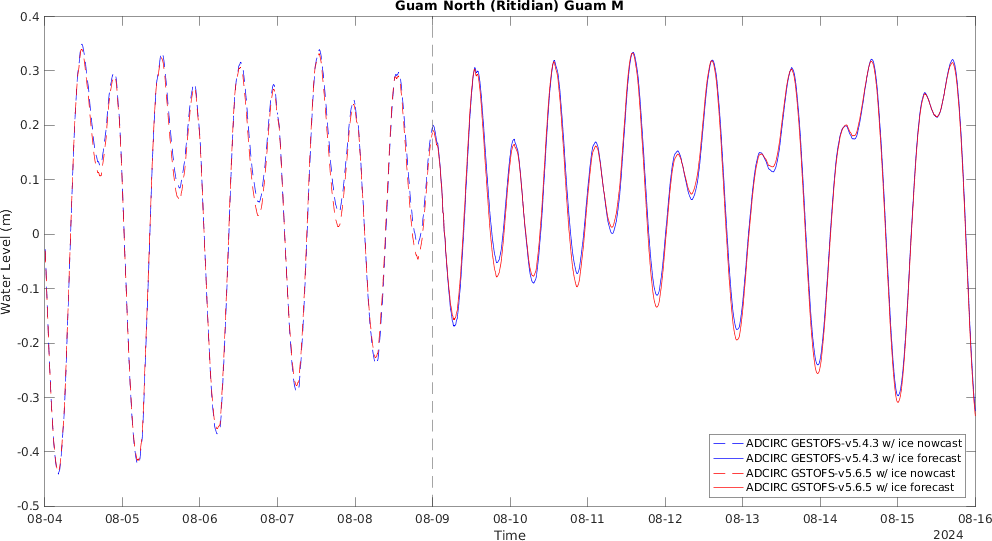 Guam North (Ritidian) Guam M
0.4
0.3
0.2
0.1
0
-0.1
-0.2
-0.3
-0.4
-0.5
Water Level (m)
ADCIRC GESTOFS-v5.4.3 w/ ice nowcast
ADCIRC GESTOFS-v5.4.3 w/ ice forecast
ADCIRC GSTOFS-v5.6.5 w/ ice nowcast
ADCIRC GSTOFS-v5.6.5 w/ ice forecast
08-04 08-05 08-06 08-07 08-08 08-09 08-10 08-11 08-12 08-13 08-14 08-15 08-16
Time
2024